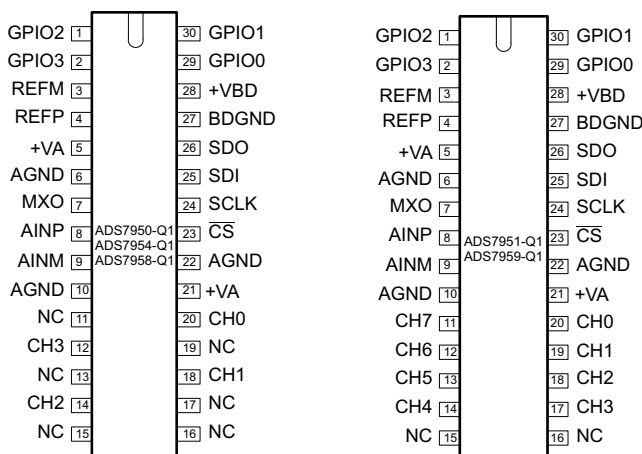 GPIO2 1 30 GPIO1
GPIO3 2 29 GPIO0
REFM 3 28 +VBD
REFP 4 27 BDGND
+VA 5 26 SDO
AGND 6 25 SDI
MXO 7 24 SCLK
AINP 8 23 CS
AINM 9 22 AGND
AGND 10 21 +VA
NC 11 20 CH0
CH3 12 19 NC
NC 13 18 CH1
CH2 14 17 NC
NC 15 16 NC
ADS7950-Q1
ADS7954-Q1
ADS7958-Q1
GPIO2 1 30 GPIO1
GPIO3 2 29 GPIO0
REFM 3 28 +VBD
REFP 4 27 BDGND
+VA 5 26 SDO
AGND 6 25 SDI
MXO 7 24 SCLK
AINP 8 23 CS
AINM 9 22 AGND
AGND 10 21 +VA
CH7 11 20 CH0
CH6 12 19 CH1
CH5 13 18 CH2
CH4 14 17 CH3
NC 15 16 NC
ADS7951-Q1
ADS7959-Q1